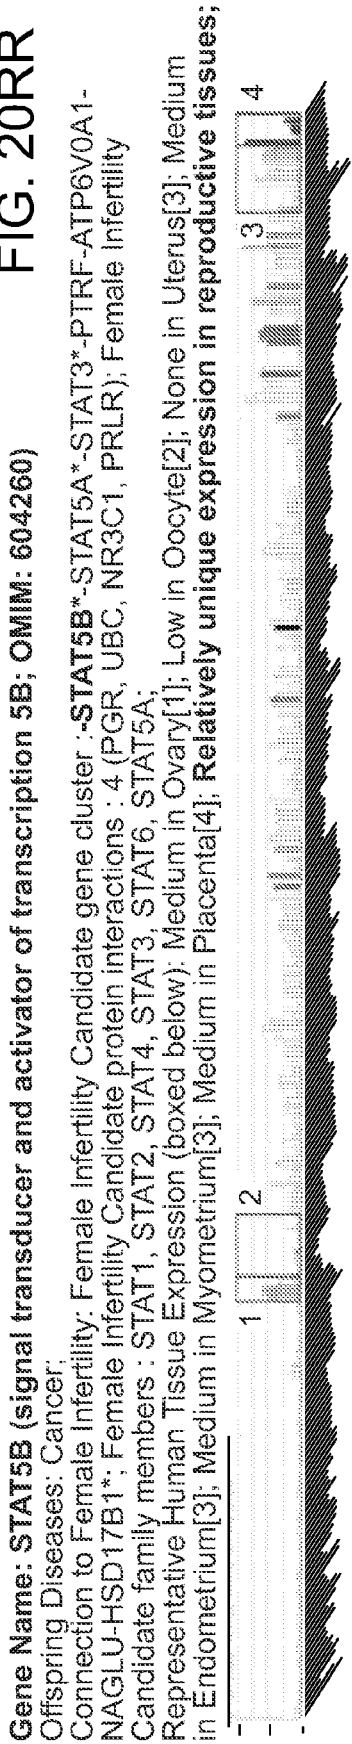 FIG. 20RR
Gene Name: STAT5B (signal transducer and activator of transcription 5B; OMIM: 604260)
Offspring Diseases: Cancer;
Connection to Female Infertility: Female Infertility Candidate gene cluster :-STAT5B*-STAT5A*-STAT3*-PTRF-ATP6V0A1-
NAGLU-HSD17B1*; Female Infertility Candidate protein interactions : 4 (PGR, UBC, NR3C1, PRLR); Female Infertility
Candidate family members : STAT1, STAT2, STAT4, STAT3, STAT6, STAT5A;
Representative Human Tissue Expression (boxed below): Medium in Ovary[1]; Low in Oocyte[2]; None in Uterus[3]; Medium
in Endometrium[3]; Medium in Myometrium[3]; Medium in Placenta[4]; Relatively unique expression in reproductive tissues;
1 2 3 4